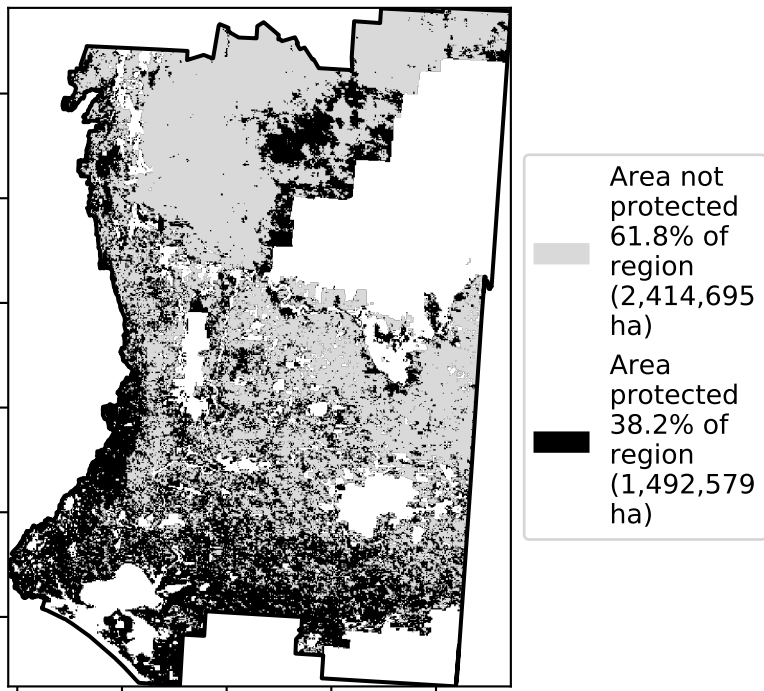 Area not
protected
61.8% of
region
(2,414,695
ha)
Area
protected
38.2% of
region
(1,492,579
ha)